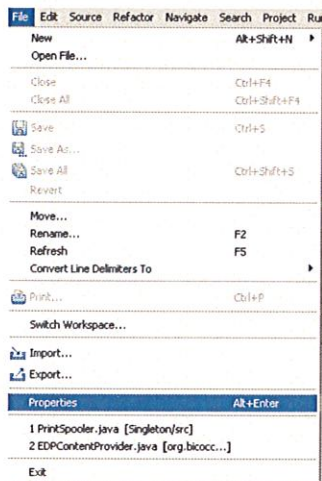 File Edit Source Refactor Navigate Search Project Ru
New Alt+Shift+N
Open File...
Close Ctrl+F4
Close All Ctrl+Shift+F4
Save Ctrl+S
Save As...
Save All Ctrl+Shift+S
Revert
Move...
Rename... F2
Refresh F5
Convert Line Delimiters To
Print... Ctrl+P
Switch Workspace...
Import...
Export...
Properties Alt+Enter
1 PrintSpooler.java [Singleton/src]
2 EDPContentProvider.java [org.bicocc...]
Exit